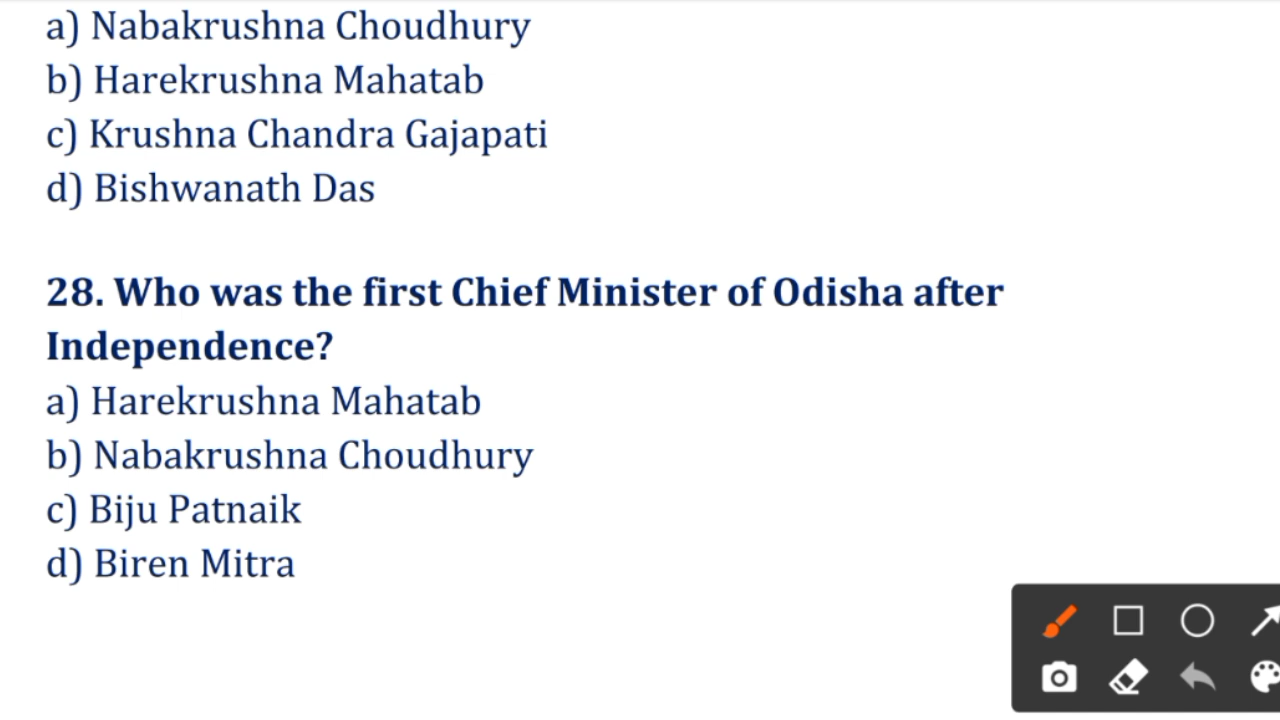 a) Nabakrushna Choudhury
b) Harekrushna Mahatab
c) Krushna Chandra Gajapati
d) Bishwanath Das
28. Who was the first Chief Minister of Odisha after
Independence?
a) Harekrushna Mahatab
b) Nabakrushna Choudhury
c) Biju Patnaik
d) Biren Mitra